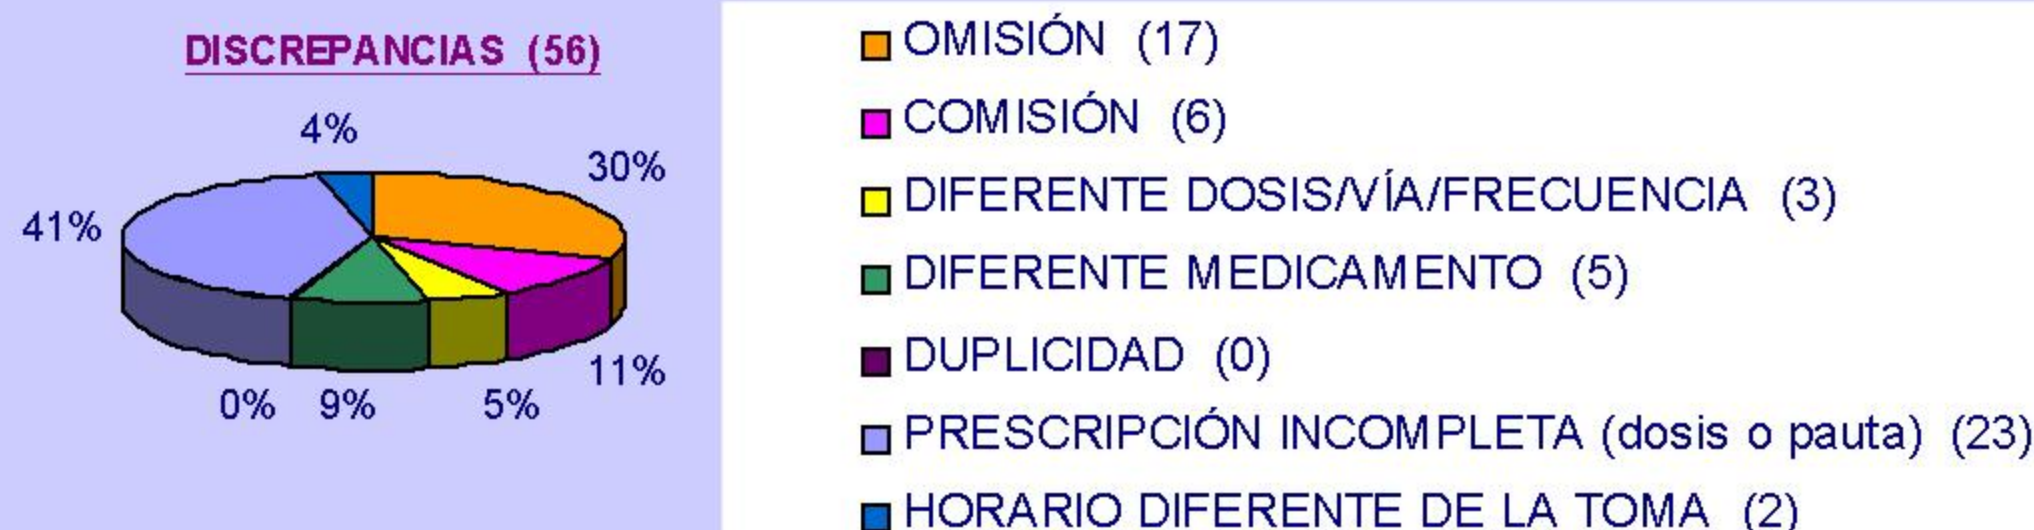 DISCREPANCIAS (56)
4%
30%
41%
11%
0% 9% 5%
OMISIÓN (17)
COMISIÓN (6)
DIFERENTE DOSIS/VÍA/FRECUENCIA (3)
DIFERENTE MEDICAMENTO (5)
DUPLICIDAD (0)
PRESCRIPCIÓN INCOMPLETA (dosis o pauta) (23)
HORARIO DIFERENTE DE LA TOMA (2)